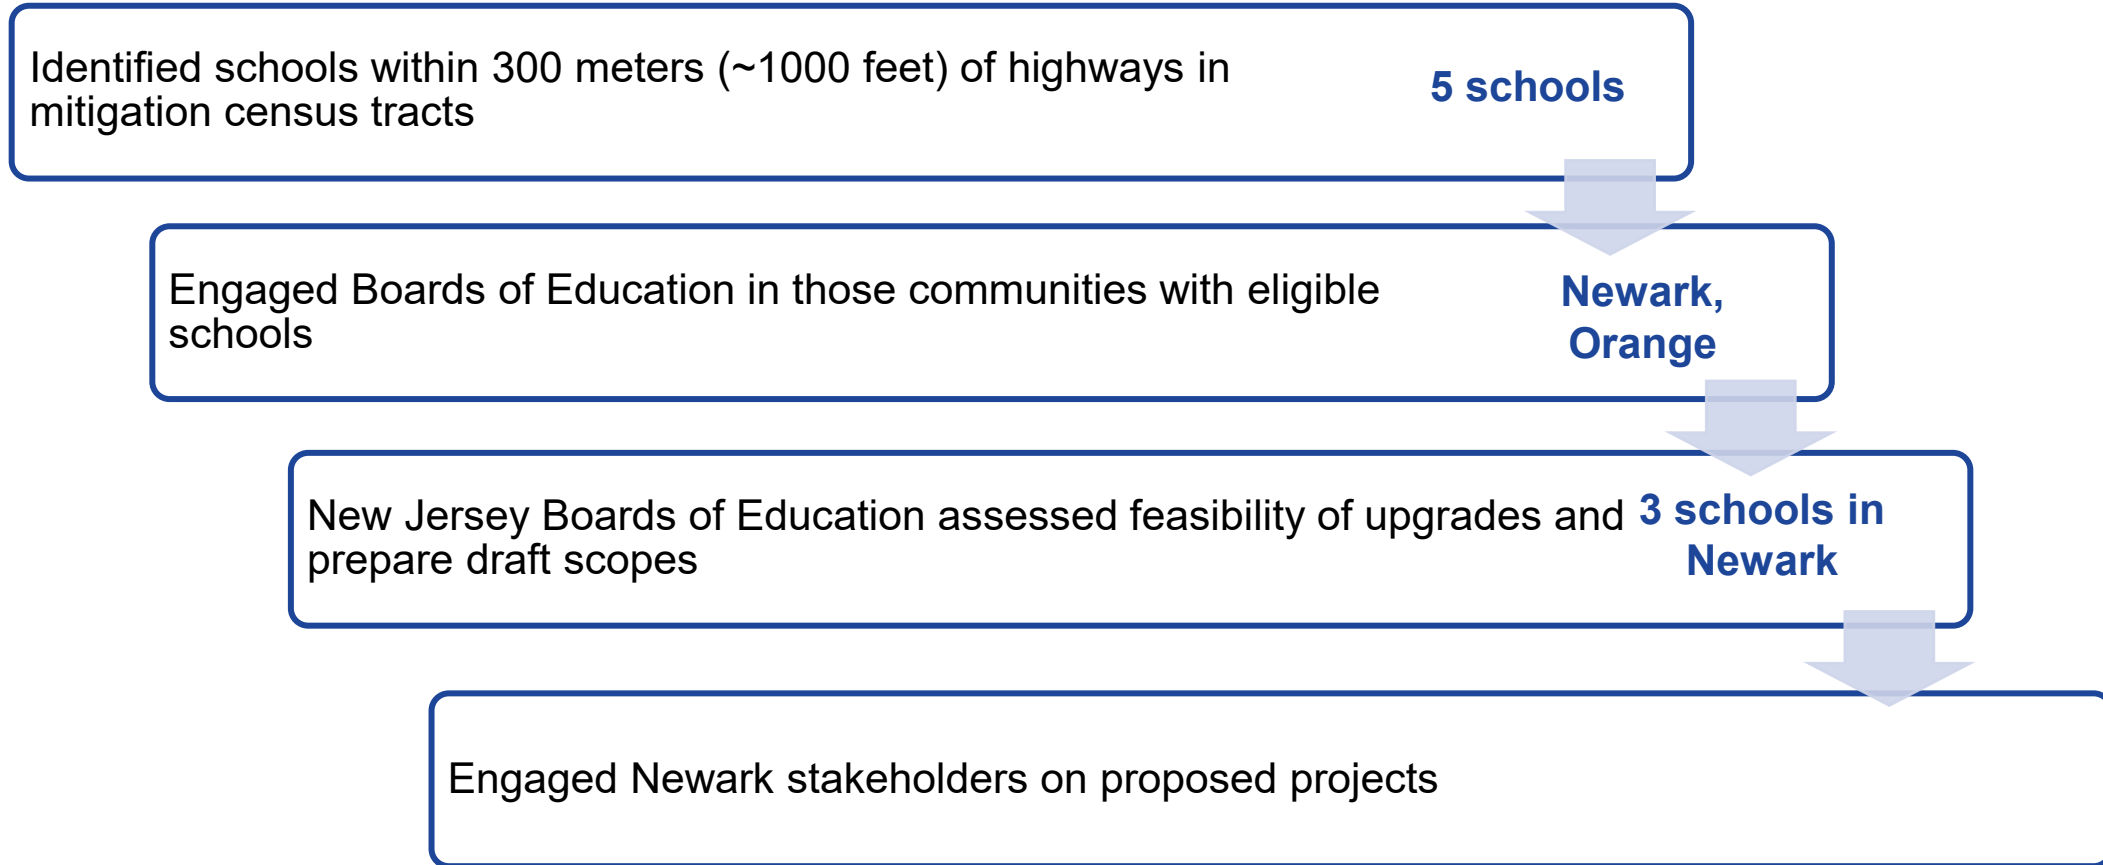 Identified schools within 300 meters (~1000 feet) of highways in
mitigation census tracts
5 schools
Engaged Boards of Education in those communities with eligible
schools
Newark,
Orange
New Jersey Boards of Education assessed feasibility of upgrades and
prepare draft scopes
3 schools in
Newark
Engaged Newark stakeholders on proposed projects